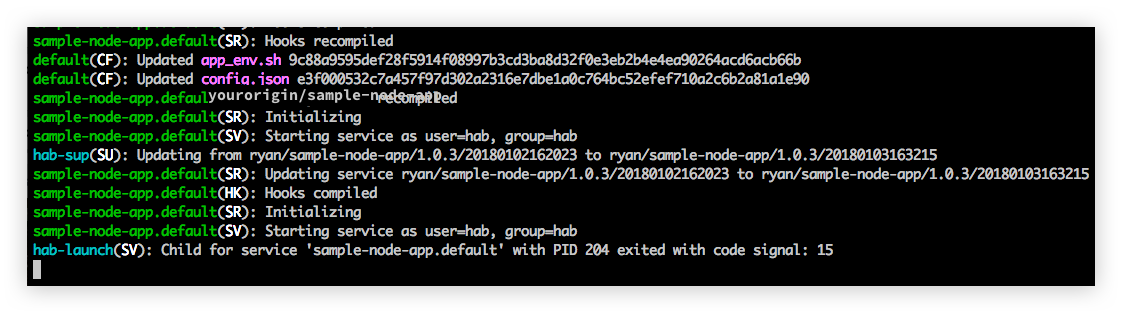 sample-node-app.default(SR): Hooks recompiled
default(CF): Updated app_env.sh 9c88a9595def28f5914f08997b3cd3ba8d32f0e3eb2b4e4ea90264acd6acb66b
default(CF): Updated config.json e3f000532c7a457f97d302a2316e7dbe1a0c764bc52efef710a2c6b2a81a1e90
sample-node-app.defaul yourorigin/sample-node-app recompiled
sample-node-app.default(SR): Initializing
sample-node-app.default(SV): Starting service as user=hab, group=hab
hab-sup(SU): Updating from ryan/sample-node-app/1.0.3/20180102162023 to ryan/sample-node-app/1.0.3/20180103163215
sample-node-app.default(SR): Updating service ryan/sample-node-app/1.0.3/20180102162023 to ryan/sample-node-app/1.0.3/20180103163215
sample-node-app.default(HK): Hooks compiled
sample-node-app.default(SR): Initializing
sample-node-app.default(SV): Starting service as user=hab, group=hab
hab-launch(SV): Child for service 'sample-node-app.default' with PID 204 exited with code signal: 15